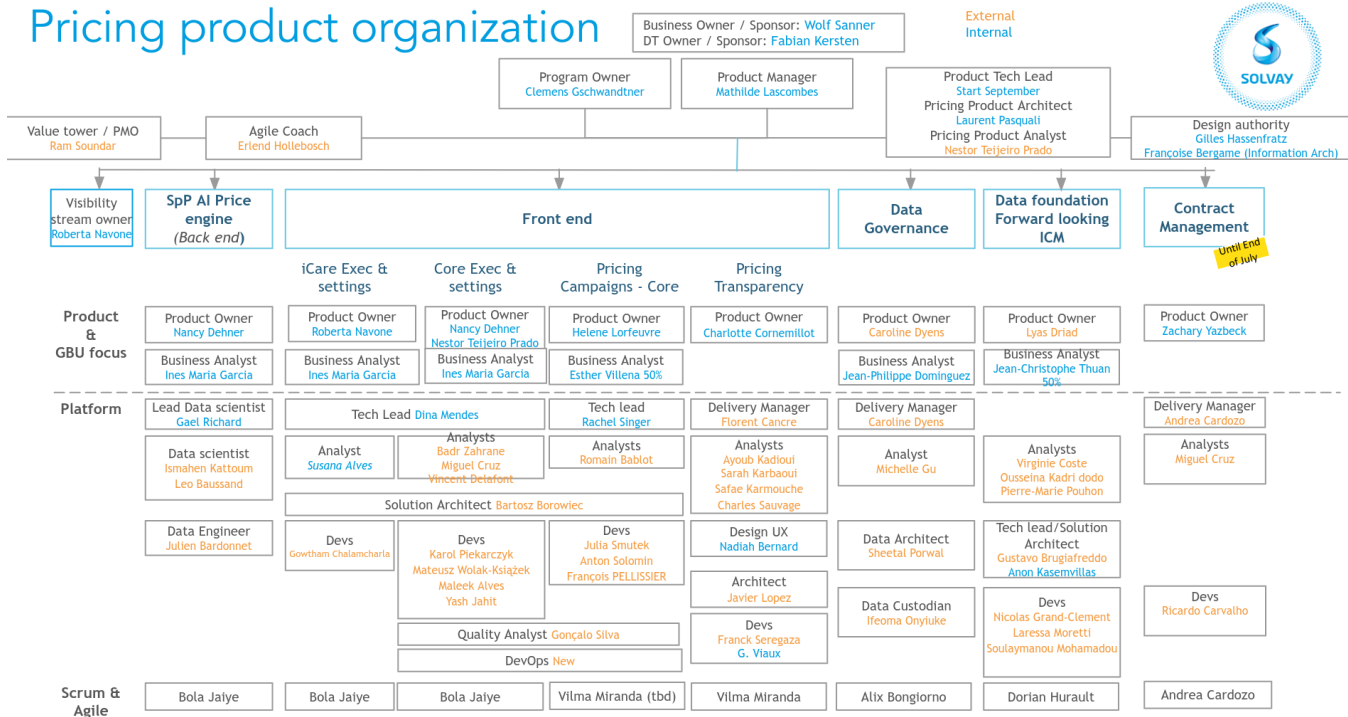 Pricing product organization
Business Owner / Sponsor: Wolf Sanner
DT Owner / Sponsor: Fabian Kersten
External
Internal
SOLVAY
Program Owner
Clemens Gschwandtner
Product Manager
Mathilde Lascombes
Product Tech Lead
Start September
Pricing Product Architect
Laurent Pasquali
Pricing Product Analyst
Nestor Teijeiro Prado
Value tower / PMO
Ram Soundar
Agile Coach
Erlend Hollebosch
Design authority
Gilles Hassenfratz
Françoise Bergame (Information Arch)
Visibility
stream owner
Roberta Navone
SpP AI Price
engine
(Back end)
Front end
Data
Governance
Data foundation
Forward looking
ICM
Contract
Management
Until End
of July
iCare Exec &
settings
Core Exec &
settings
Pricing
Campaigns - Core
Pricing
Transparency
Product
&
GBU focus
Product Owner
Nancy Dehner
Product Owner
Roberta Navone
Product Owner
Nancy Dehner
Nestor Teijeiro Prado
Product Owner
Helene Lorfeuvre
Product Owner
Charlotte Cornemillot
Product Owner
Caroline Dyens
Product Owner
Lyas Driad
Product Owner
Zachary Yazbeck
Business Analyst
Ines Maria Garcia
Business Analyst
Ines Maria Garcia
Business Analyst
Ines Maria Garcia
Business Analyst
Esther Villena 50%
Business Analyst
Jean-Philippe Dominguez
Business Analyst
Jean-Christophe Thuan
50%
Platform
Lead Data scientist
Gael Richard
Tech Lead Dina Mendes
Tech lead
Rachel Singer
Delivery Manager
Florent Cancre
Delivery Manager
Caroline Dyens
Delivery Manager
Andrea Cardozo
Data scientist
Ismahen Kattoum
Leo Baussand
Analyst
Susana Alves
Analysts
Badr Zahrane
Miguel Cruz
Vincent Delafont
Analysts
Romain Bablot
Analysts
Ayoub Kadioui
Sarah Karbaoui
Safae Karmouche
Charles Sauvage
Analyst
Michelle Gu
Analysts
Virginie Coste
Ousseina Kadri dodo
Pierre-Marie Pouhon
Analysts
Miguel Cruz
Solution Architect Bartosz Borowiec
Data Engineer
Julien Bardonnet
Devs
Gowtham Chalamcharla
Devs
Karol Piekarczyk
Mateusz Wolak-Książek
Maleek Alves
Yash Jahit
Devs
Julia Smutek
Anton Solomin
François PELLISSIER
Design UX
Nadiah Bernard
Data Architect
Sheetal Porwal
Tech lead/Solution
Architect
Gustavo Brugiafreddo
Anon Kasemvillas
Architect
Javier Lopez
Data Custodian
Ifeoma Onyiuke
Devs
Nicolas Grand-Clement
Laressa Moretti
Soulaymanou Mohamadou
Devs
Ricardo Carvalho
Devs
Franck Seregaza
G. Viaux
Quality Analyst Gonçalo Silva
DevOps New
Scrum &
Agile
Bola Jaiye
Bola Jaiye
Bola Jaiye
Vilma Miranda (tbd)
Vilma Miranda
Alix Bongiorno
Dorian Hurault
Andrea Cardozo